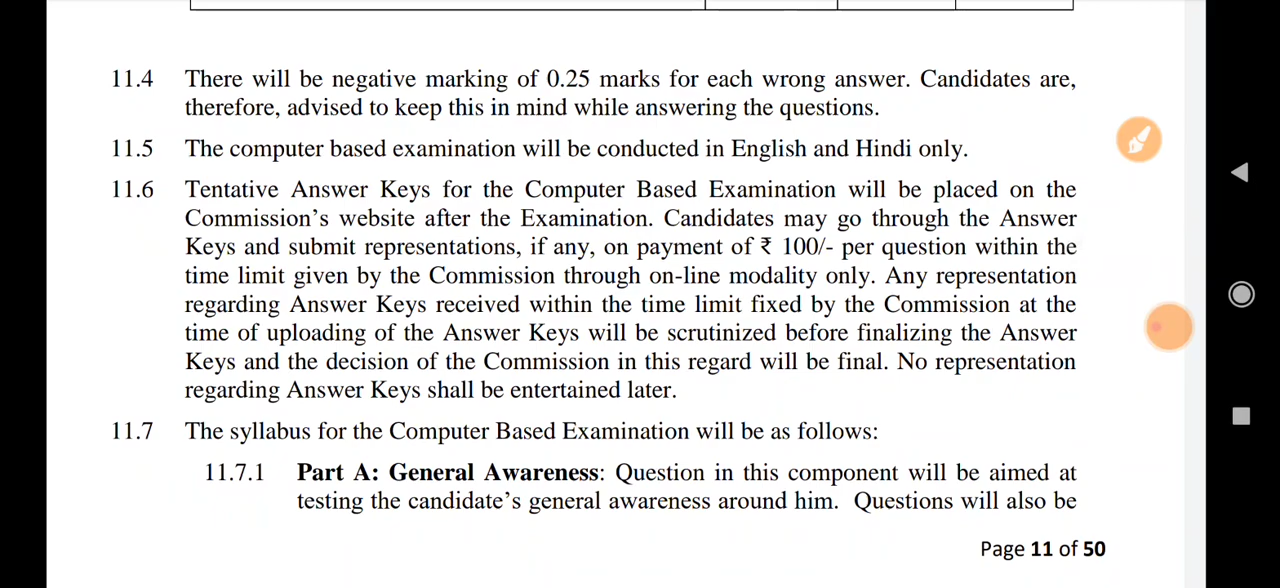 11.4 There will be negative marking of 0.25 marks for each wrong answer. Candidates are,
therefore, advised to keep this in mind while answering the questions.
11.5 The computer based examination will be conducted in English and Hindi only.
11.6 Tentative Answer Keys for the Computer Based Examination will be placed on the
Commission’s website after the Examination. Candidates may go through the Answer
Keys and submit representations, if any, on payment of ₹ 100/- per question within the
time limit given by the Commission through on-line modality only. Any representation
regarding Answer Keys received within the time limit fixed by the Commission at the
time of uploading of the Answer Keys will be scrutinized before finalizing the Answer
Keys and the decision of the Commission in this regard will be final. No representation
regarding Answer Keys shall be entertained later.
11.7 The syllabus for the Computer Based Examination will be as follows:
11.7.1 Part A: General Awareness: Question in this component will be aimed at
testing the candidate’s general awareness around him. Questions will also be
Page 11 of 50